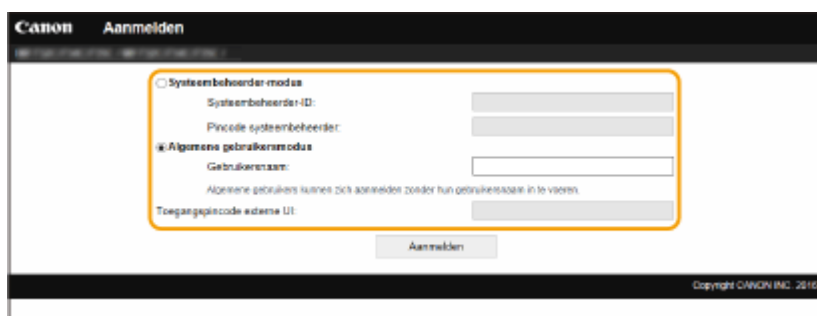 Canon Aanmelden
Systeembeheerder-modus
Systeembeheerder-ID:
Pincode systeembeheerder:
Algemene gebruikersmodus
Gebruikersnaam:
Algemene gebruikers kunnen zich aanmelden zonder hun gebruikersnaam in te voeren.
Toegangspincode externe UI:
Aanmelden
Copyright CANON INC. 2016